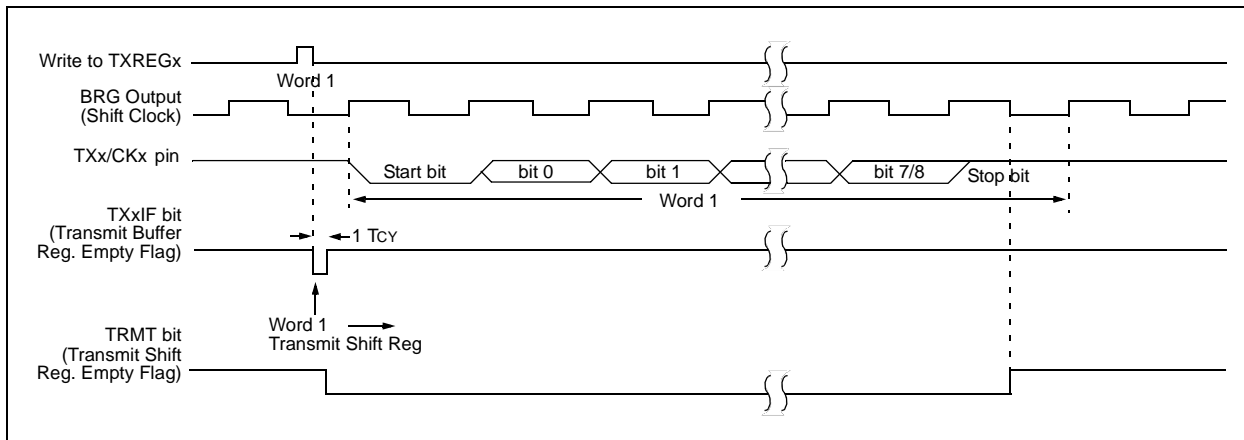 Write to TXREGx
Word 1
BRG Output
(Shift Clock)
TXx/CKx pin
Start bit
bit 0
bit 1
bit 7/8
Stop bit
Word 1
TXxIF bit
(Transmit Buffer
Reg. Empty Flag)
1 TCY
Word 1
Transmit Shift Reg
TRMT bit
(Transmit Shift
Reg. Empty Flag)